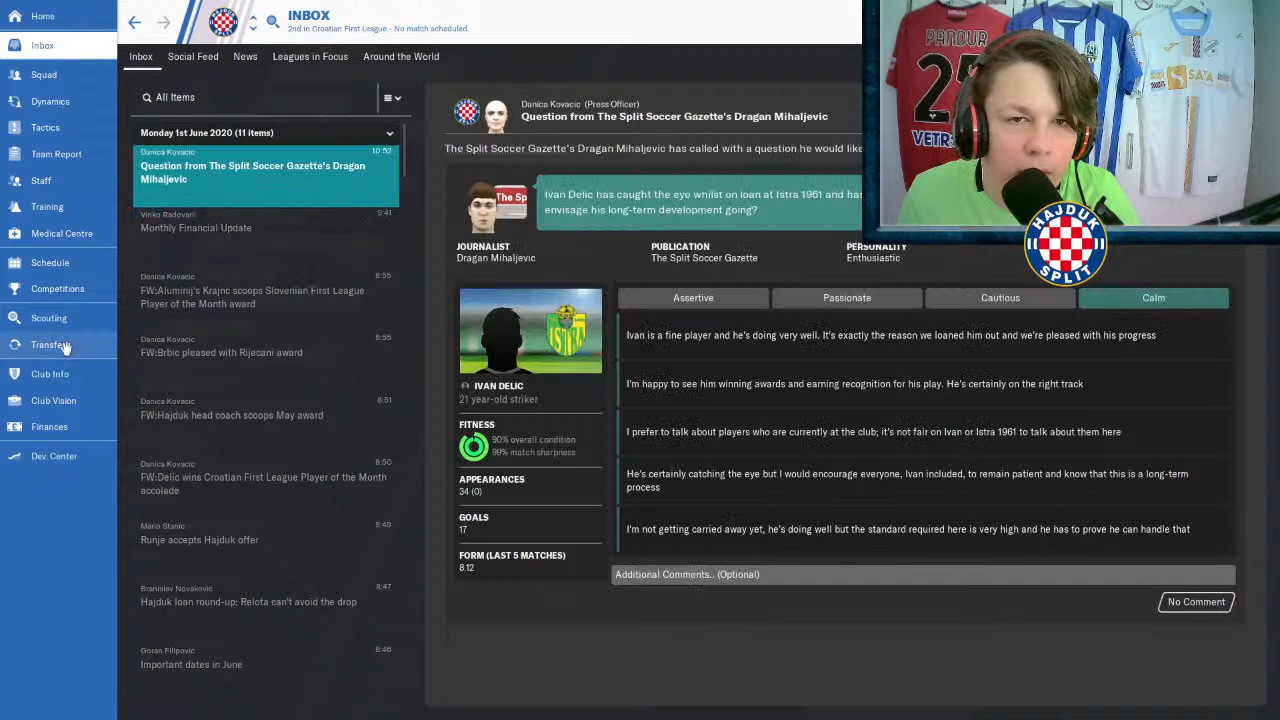 Home
Inbox
Squad
Dynamics
Tactics
Team Report
Staff
Training
Medical Centre
Schedule
Competitions
Scouting
Transfers
Club Info
Club Vision
Finances
Dev. Center
INBOX
2nd in Croatian First League - No match scheduled.
Inbox
Social Feed
News
Leagues in Focus
Around the World
All Items
Monday 1st June 2020 (11 items)
Danica Kovacic
10:52
Question from The Split Soccer Gazette's Dragan
Mihaljevic
Vinko Radovani
9:41
Monthly Financial Update
Danica Kovacic
8:55
FW:Aluminij's Krajnc scoops Slovenian First League
Player of the Month award
Danica Kovacic
8:55
FW:Brbic pleased with Rijecani award
Danica Kovacic
8:51
FW:Hajduk head coach scoops May award
Danica Kovacic
8:50
FW:Delic wins Croatian First League Player of the Month
accolade
Mario Stanic
8:49
Runje accepts Hajduk offer
Branislav Novakovic
8:47
Hajduk loan round-up: Relota can't avoid the drop
Goran Filipovic
8:46
Important dates in June
Danica Kovacic (Press Officer)
Question from The Split Soccer Gazette's Dragan Mihaljevic
The Split Soccer Gazette's Dragan Mihaljevic has called with a question he would like
The Sp
Ivan Delic has caught the eye whilst on loan at Istra 1961 and has
envisage his long-term development going?
JOURNALIST
Dragan Mihaljevic
PUBLICATION
The Split Soccer Gazette
PERSONALITY
Enthusiastic
Assertive
Passionate
Cautious
Calm
ISTRA
IVAN DELIC
21 year-old striker
FITNESS
90% overall condition
99% match sharpness
APPEARANCES
34 (0)
GOALS
17
FORM (LAST 5 MATCHES)
8.12
Ivan is a fine player and he's doing very well. It's exactly the reason we loaned him out and we're pleased with his progress
I'm happy to see him winning awards and earning recognition for his play. He's certainly on the right track
I prefer to talk about players who are currently at the club; it's not fair on Ivan or Istra 1961 to talk about them here
He's certainly catching the eye but I would encourage everyone, Ivan included, to remain patient and know that this is a long-term
process
I'm not getting carried away yet, he's doing well but the standard required here is very high and he has to prove he can handle that
Additional Comments.. (Optional)
No Comment
PANDUR
HAJDUK
SPLIT